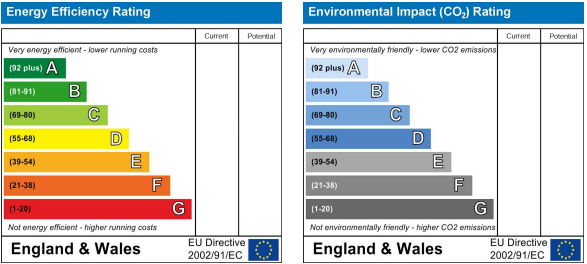 Energy Efficiency Rating
Current Potential
Very energy efficient - lower running costs
(92 plus) A
(81-91) B
(69-80) C
(55-68) D
(39-54) E
(21-38) F
(1-20) G
Not energy efficient - higher running costs
England & Wales
EU Directive
2002/91/EC
Environmental Impact (CO2) Rating
Current Potential
Very environmentally friendly - lower CO2 emissions
(92 plus) A
(81-91) B
(69-80) C
(55-68) D
(39-54) E
(21-38) F
(1-20) G
Not environmentally friendly - higher CO2 emissions
England & Wales
EU Directive
2002/91/EC